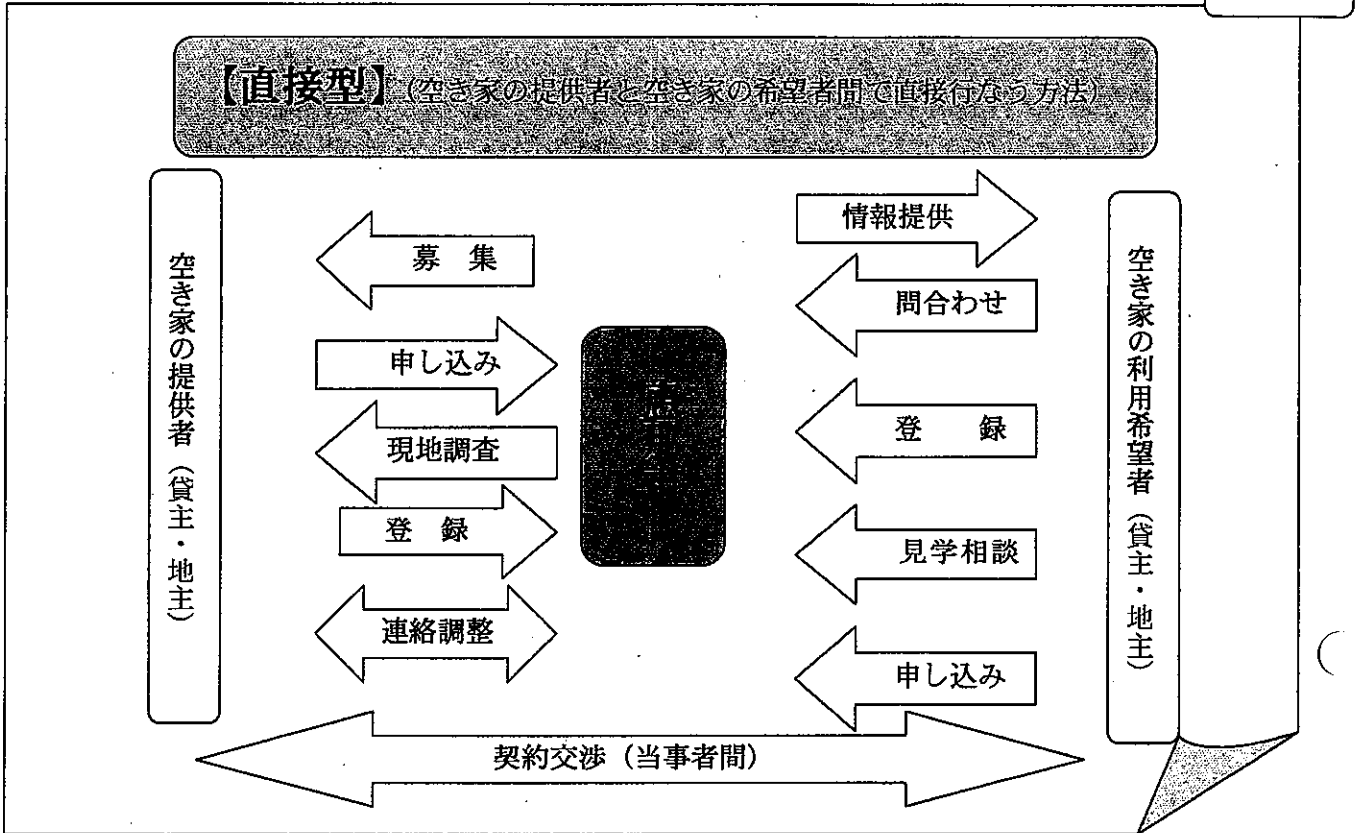 【直接型】(空き家の提供者と空き家の希望者間で直接行なう方法)
空き家の提供者(貸主・地主)
募 集
申し込み
現地調査
登 録
連絡調整
情報提供
問合わせ
登 録
見学相談
申し込み
空き家の利用希望者(貸主・地主)
契約交渉(当事者間)